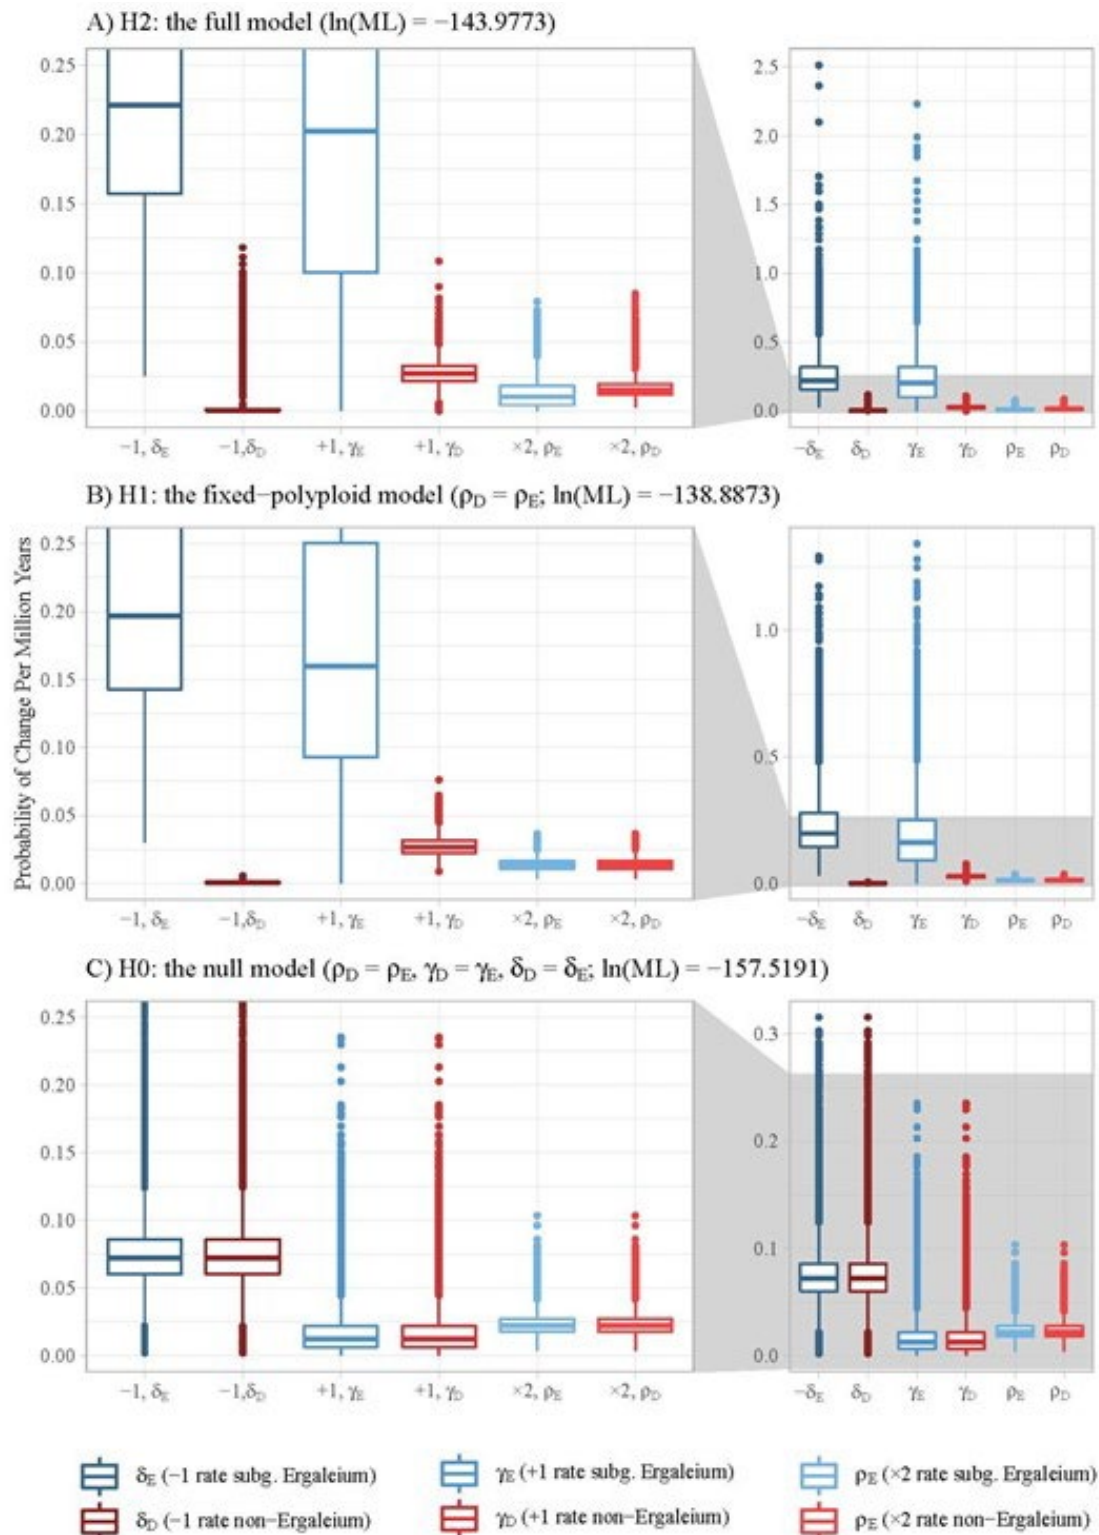 A) H2: the full model (ln(ML) = −143.9773)
0.25
0.20
0.15
0.10
0.05
0.00
−1, δE
−1,δD
+1, γE
+1, γD
×2, ρE
×2, ρD
2.5
2.0
1.5
1.0
0.5
0.0
−δE
δD
γE
γD
ρE
ρD
B) H1: the fixed−polyploid model (ρD = ρE; ln(ML) = −138.8873)
Probability of Change Per Million Years
0.25
0.20
0.15
0.10
0.05
0.00
−1, δE
−1,δD
+1, γE
+1, γD
×2, ρE
×2, ρD
1.0
0.5
0.0
−δE
δD
γE
γD
ρE
ρD
C) H0: the null model (ρD = ρE, γD = γE, δD = δE; ln(ML) = −157.5191)
0.25
0.20
0.15
0.10
0.05
0.00
−1, δE
−1,δD
+1, γE
+1, γD
×2, ρE
×2, ρD
0.3
0.2
0.1
0.0
−δE
δD
γE
γD
ρE
ρD
δE (−1 rate subg. Ergaleium)
γE (+1 rate subg. Ergaleium)
ρE (×2 rate subg. Ergaleium)
δD (−1 rate non−Ergaleium)
γD (+1 rate non−Ergaleium)
ρE (×2 rate non−Ergaleium)